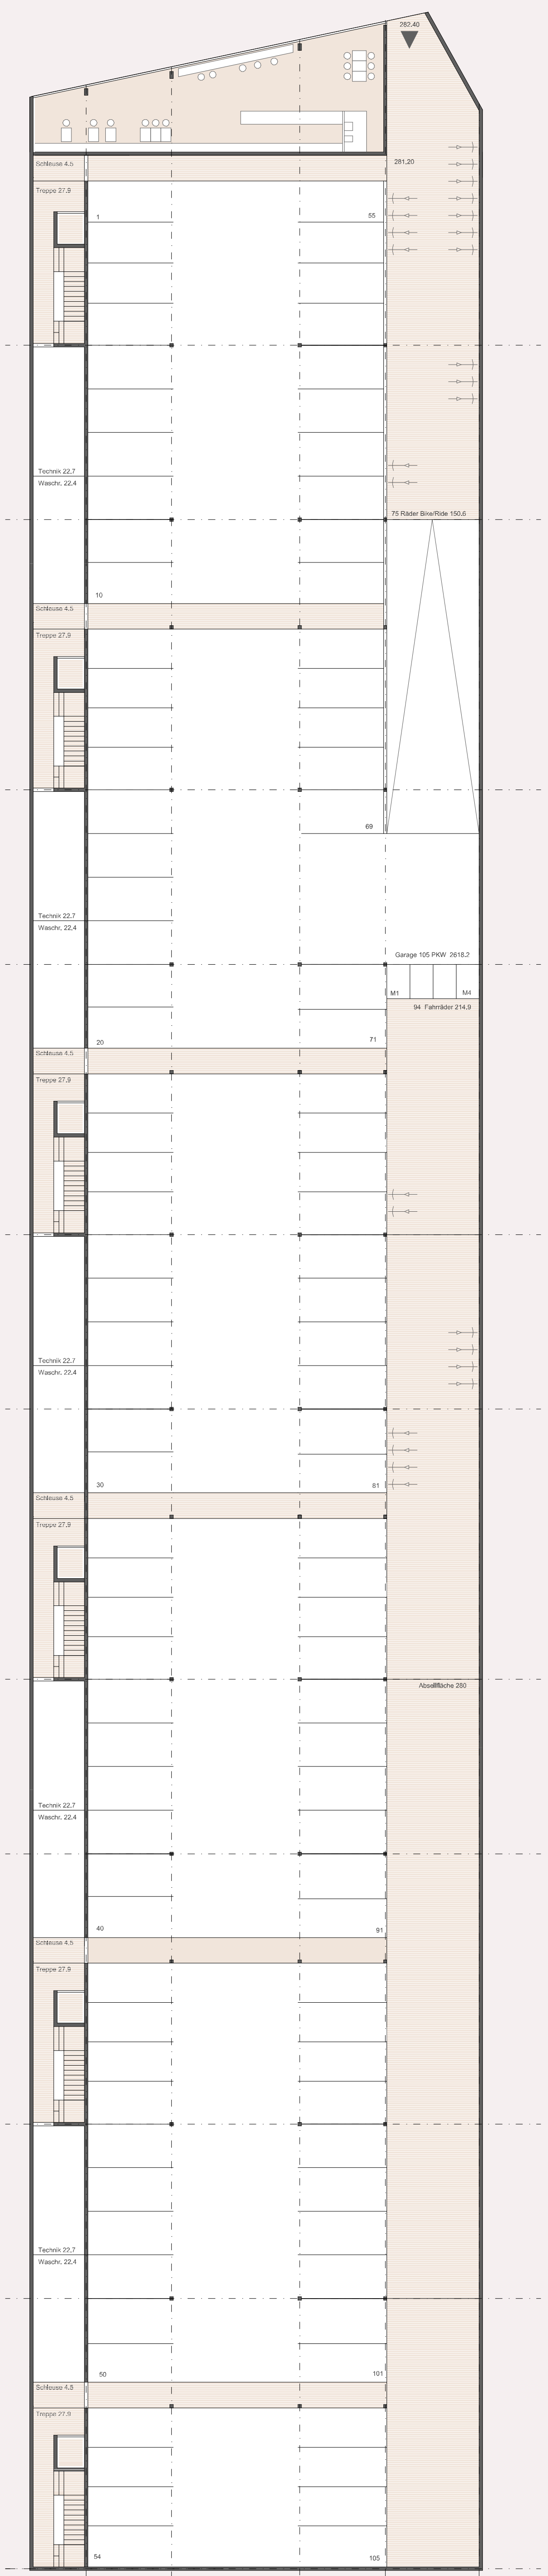 282.40
Schleuse 4.5
281.20
Treppe 27.9
1
55
Technik 22.7
Waschr. 22.4
75 Räder Bike/Ride 150.6
10
Schleuse 4.5
Treppe 27.9
69
Technik 22.7
Waschr. 22.4
Garage 105 PKW 2618.2
M1
M4
94 Fahrräder 214.9
20
71
Schleuse 4.5
Treppe 27.9
Technik 22.7
Waschr. 22.4
30
81
Schleuse 4.5
Treppe 27.9
Abstellfläche 280
Technik 22.7
Waschr. 22.4
40
91
Schleuse 4.5
Treppe 27.9
Technik 22.7
Waschr. 22.4
50
101
Schleuse 4.5
Treppe 27.9
54
105